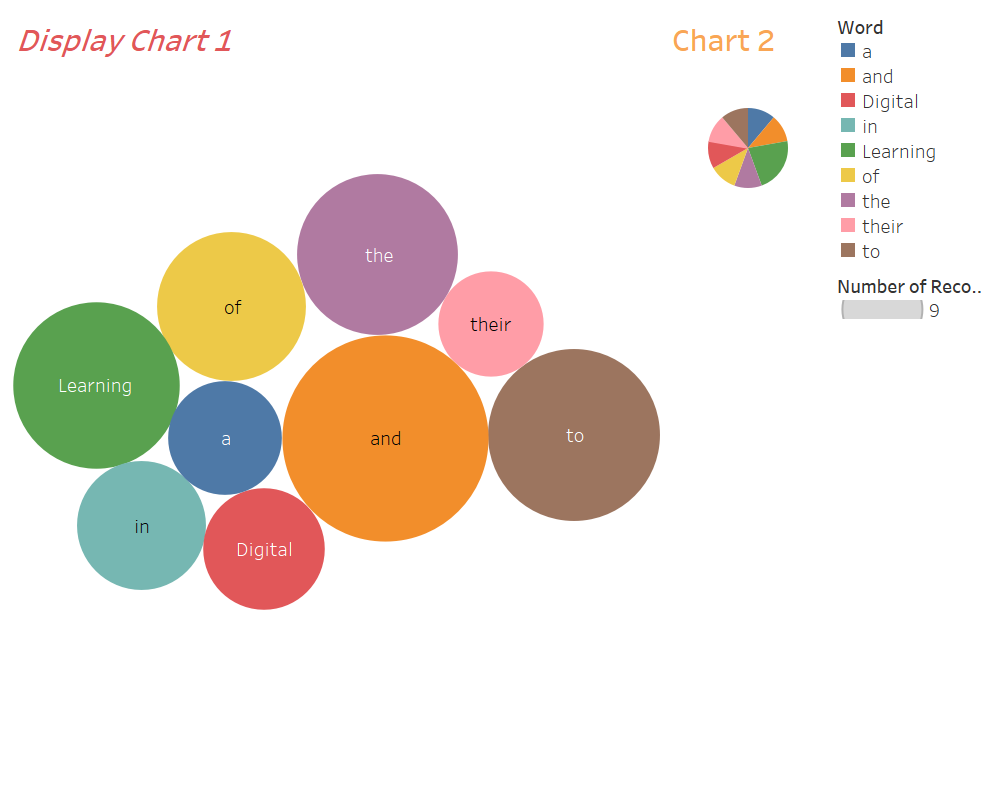 Display Chart 1
Chart 2
the
of
their
Learning
a
and
to
in
Digital
Word
a
and
Digital
in
Learning
of
the
their
to
Number of Reco..
9